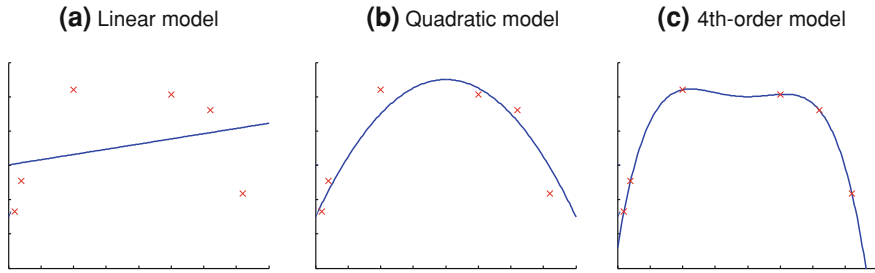 (a) Linear model
(b) Quadratic model
(c) 4th-order model